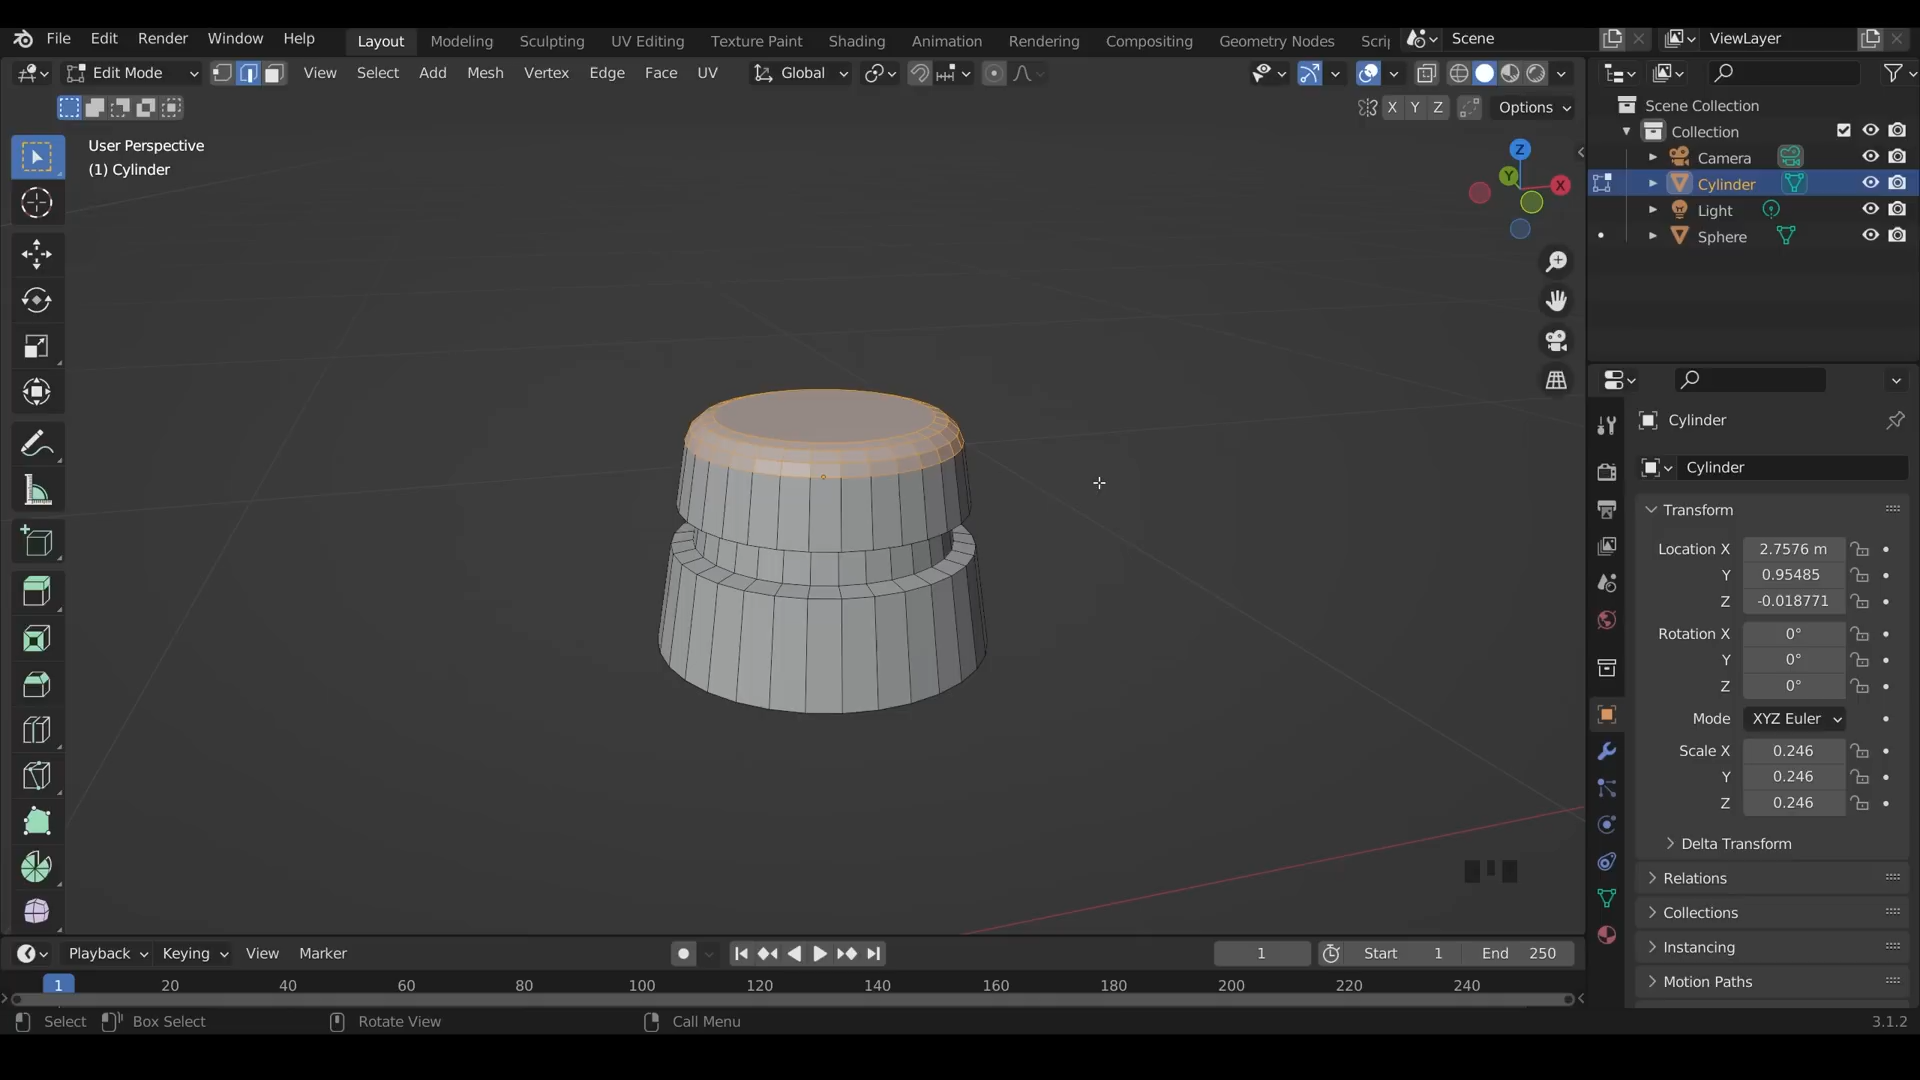 File Edit Render Window Help Layout Modeling Sculpting UV Editing Texture Paint Shading Animation Rendering Compositing Geometry Nodes Scrip Scene ViewLayer
Edit Mode View Select Add Mesh Vertex Edge Face UV Global
X Y Z Options
User Perspective
(1) Cylinder
Z
Y
X
Scene Collection
Collection
Camera
Cylinder
Light
Sphere
Cylinder
Cylinder
Transform
Location X 2.7576 m
Y 0.95485
Z -0.018771
Rotation X 0°
Y 0°
Z 0°
Mode XYZ Euler
Scale X 0.246
Y 0.246
Z 0.246
Delta Transform
Relations
Collections
Instancing
Motion Paths
Playback Keying View Marker 1 Start 1 End 250
1 20 40 60 80 100 120 140 160 180 200 220 240
Select Box Select Rotate View Call Menu 3.1.2